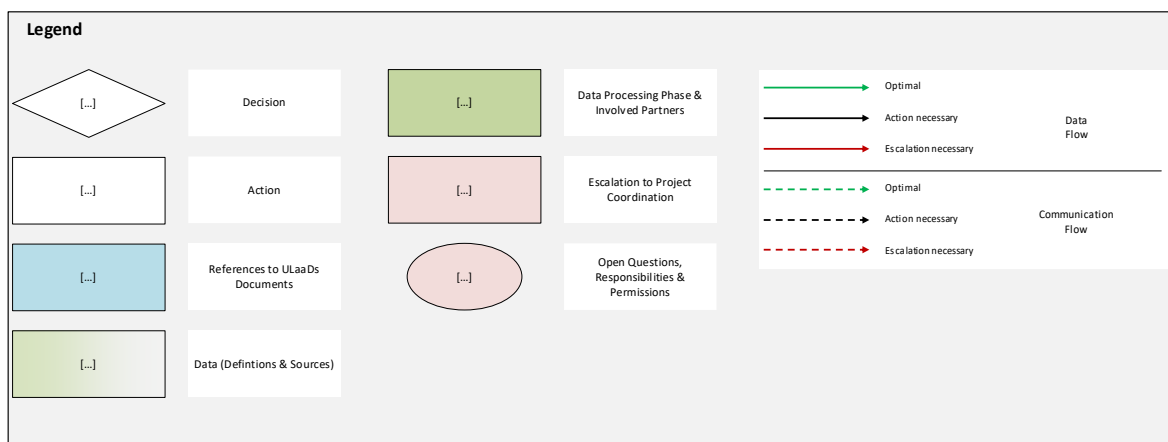 Legend
[...]
Decision
[...]
Data Processing Phase &
Involved Partners
[...]
Action
[...]
Escalation to Project
Coordination
[...]
References to ULaaDs
Documents
[...]
Open Questions,
Responsibilities &
Permissions
[...]
Data (Defintions & Sources)
Optimal
Action necessary
Escalation necessary
Data
Flow
Optimal
Action necessary
Escalation necessary
Communication
Flow